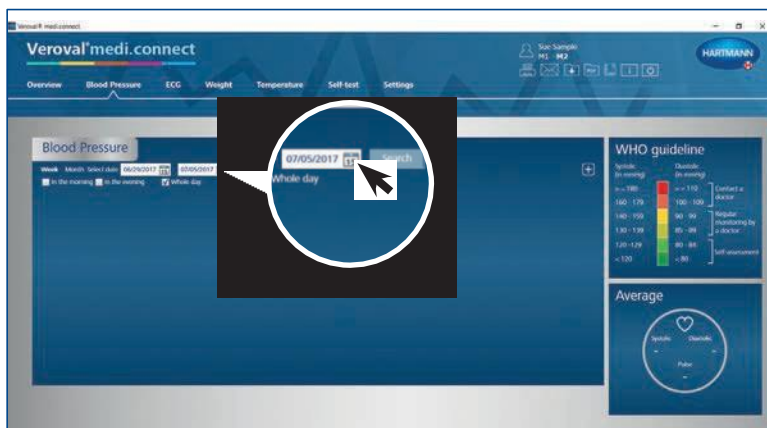 Veroval® medi.connect
Veroval®medi.connect
HARTMANN
Sue Sample
M1 M2
Overview Blood Pressure ECG Weight Temperature Self-test Settings
Blood Pressure
Week Month Select date 06/29/2017 07/05/2017
In the morning In the evening Whole day
07/05/2017 Search
Whole day
WHO guideline
Systolic Diastolic
(in mmHg) (in mmHg)
>= 180 >= 110 Contact a
160 - 179 100 - 109 doctor
140 - 159 90 - 99 Regular
130 - 139 85 - 89 monitoring by
a doctor
120 -129 80 - 84 Self-assessment
< 120 < 80
Average
Systolic Diastolic
- -
Pulse
-